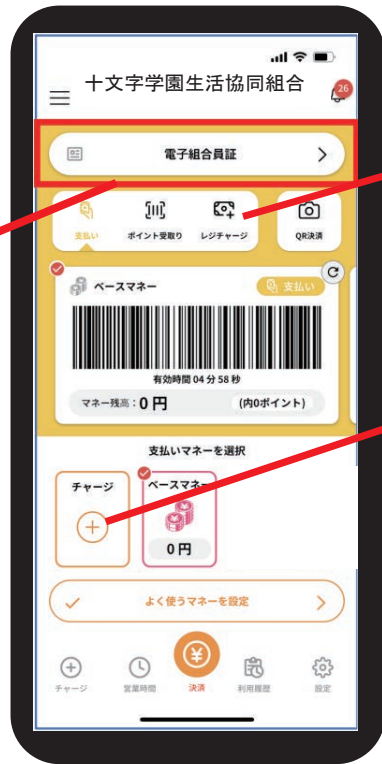 十文字学園生活協同組合
26
電子組合員証
支払い
ポイント受取り
レジチャージ
QR決済
ベースマネー
支払い
有効時間 04 分 58 秒
マネー残高：0 円
(内0ポイント)
支払いマネーを選択
チャージ
ベースマネー
0 円
よく使うマネーを設定
チャージ
営業時間
決済
利用履歴
設定